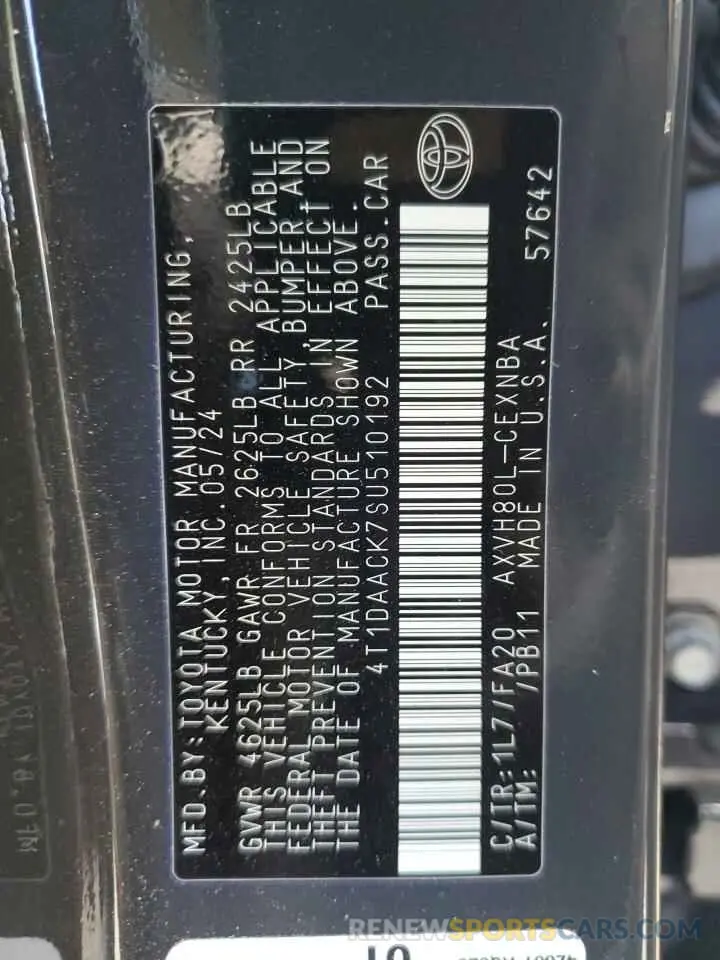 MFD.BY:TOYOTA MOTOR MANUFACTURING,
KENTUCKY, INC. 05/24
GVWR 4625LB GAWR FR 2625LB RR 2425LB
THIS VEHICLE CONFORMS TO ALL APPLICABLE
FEDERAL MOTOR VEHICLE SAFETY, BUMPER, AND
THEFT PREVENTION STANDARDS IN EFFECT ON
THE DATE OF MANUFACTURE SHOWN ABOVE.
4T1DAACK7SU510192 PASS.CAR
C/TR:1L7/FA20 AXVH80L-CEXNBA
A/TM: /PB11 MADE IN U.S.A. 57642
RENEWSPORTSCARS.COM